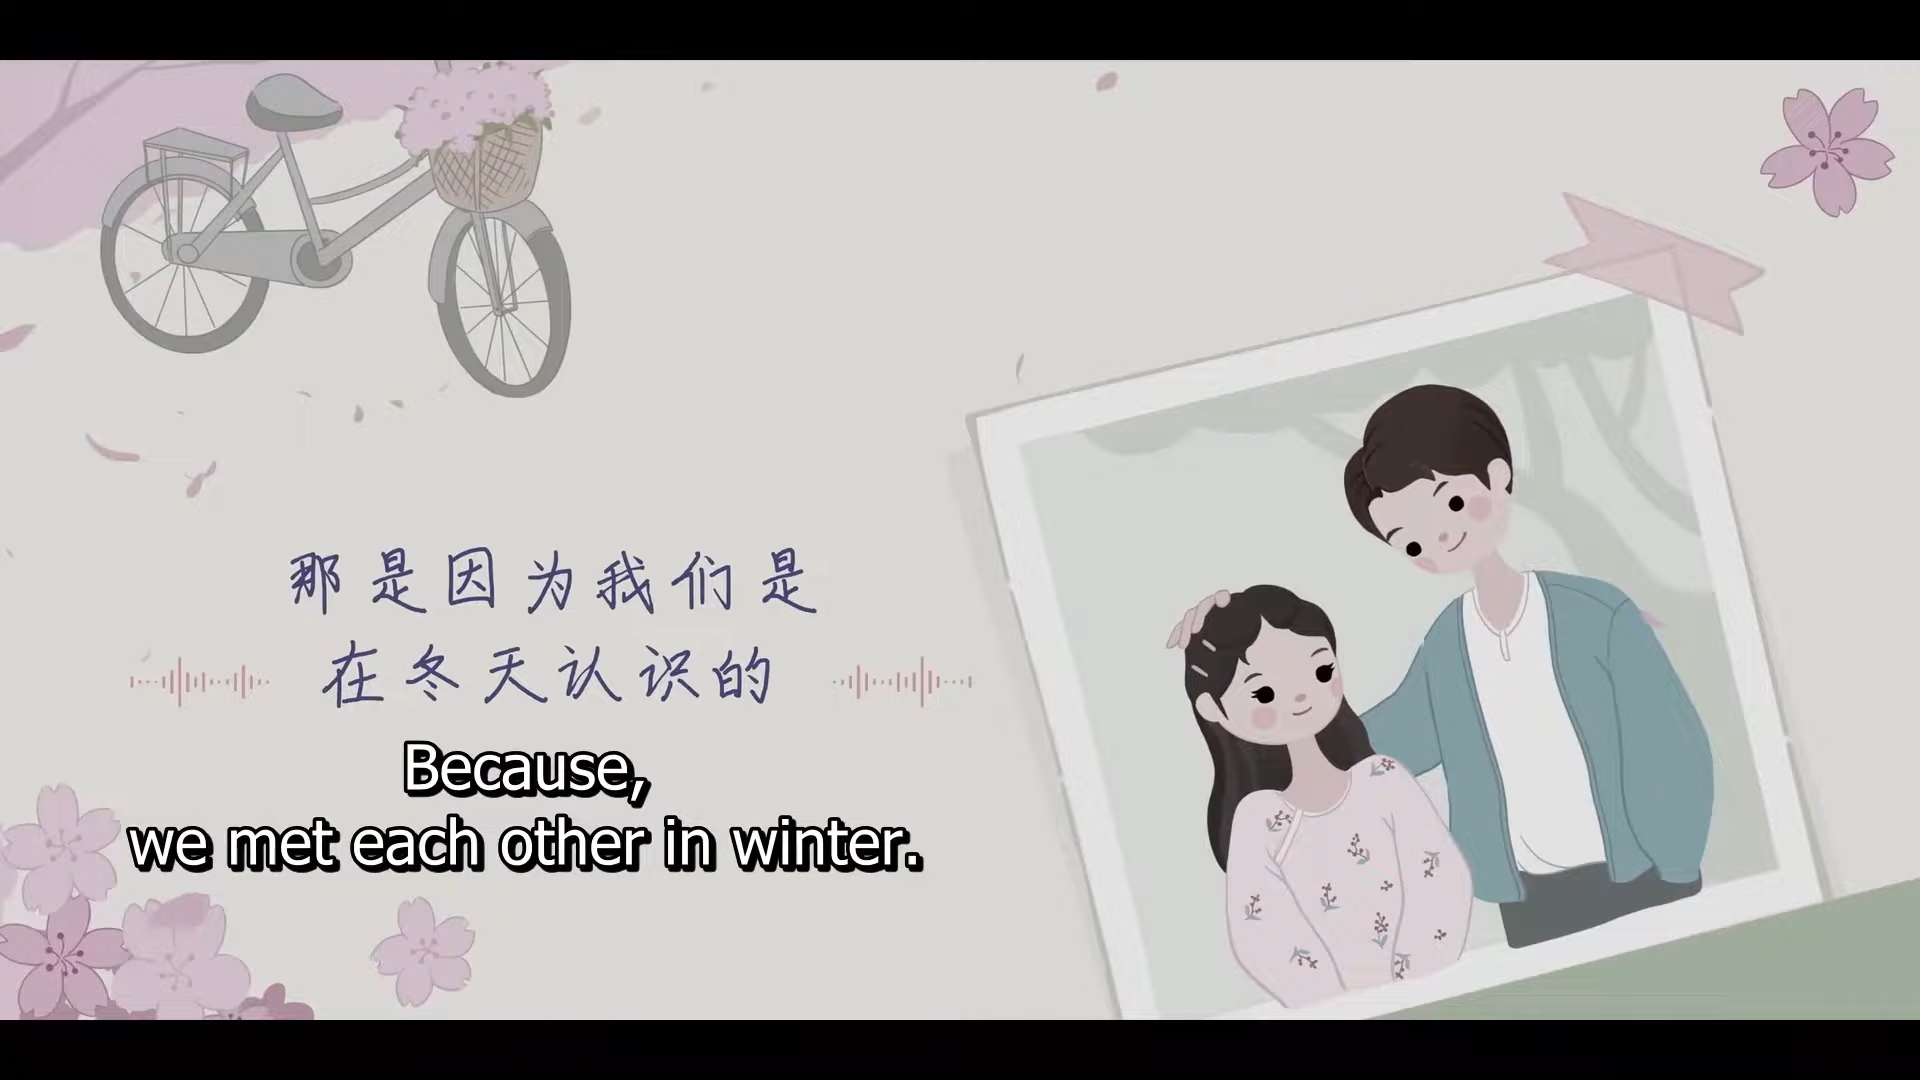 那是因为我们是
在冬天认识的
Because,
we met each other in winter.